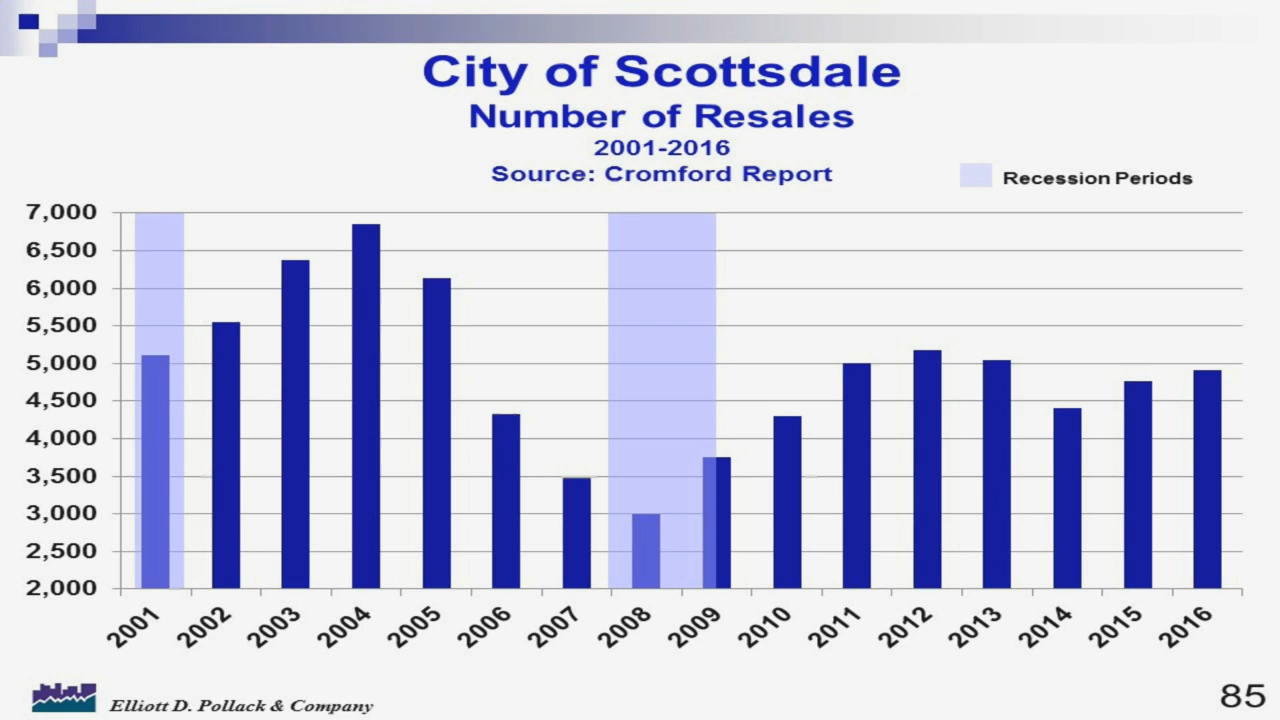 City of Scottsdale
Number of Resales
2001-2016
Source: Cromford Report
Recession Periods
7,000
6,500
6,000
5,500
5,000
4,500
4,000
3,500
3,000
2,500
2,000
2001 2002 2003 2004 2005 2006 2007 2008 2009 2010 2011 2012 2013 2014 2015 2016
Elliott D. Pollack & Company
85